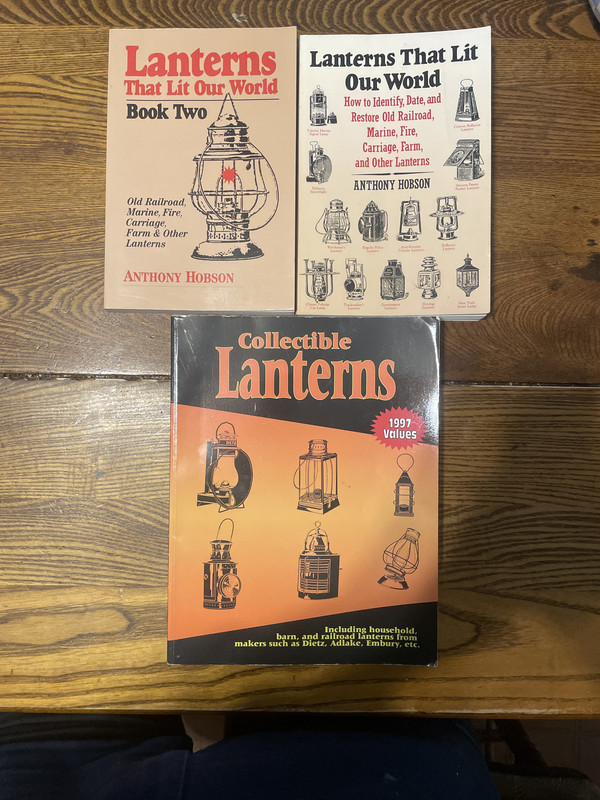 Lanterns
That Lit Our World
Book Two
Old Railroad,
Marine, Fire,
Carriage,
Farm & Other
Lanterns
ANTHONY HOBSON
Lanterns That Lit
Our World
How to Identify, Date, and
Restore Old Railroad,
Marine, Fire,
Carriage, Farm,
and Other Lanterns
ANTHONY HOBSON
Collectible
Lanterns
1997
Values
Including household,
barn, and railroad lanterns from
makers such as Dietz, Adlake, Embury, etc.